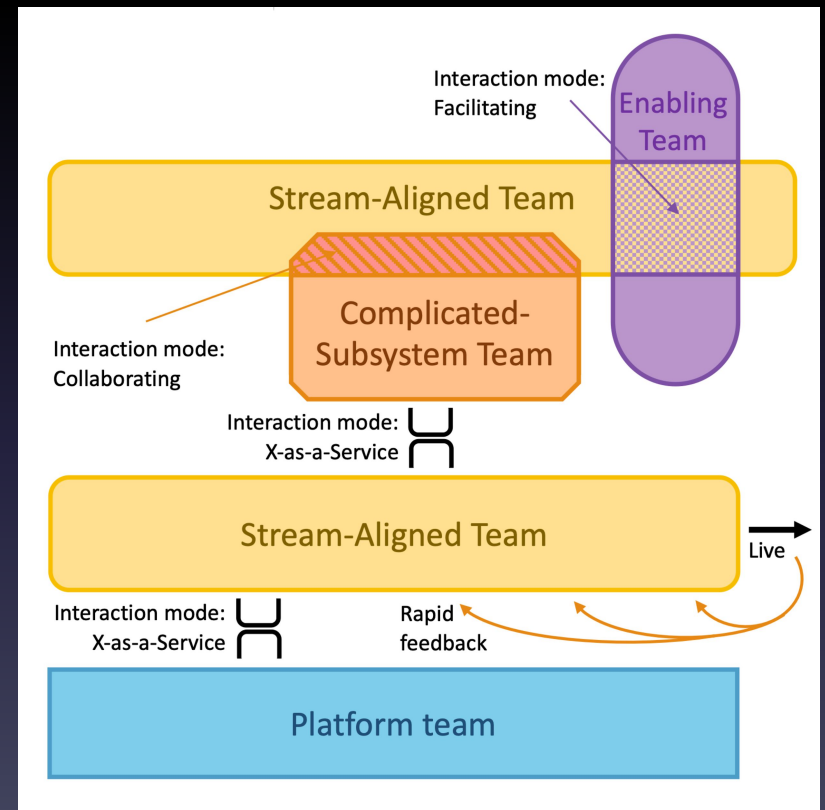 Interaction mode:
Facilitating
Enabling
Team
Stream-Aligned Team
Complicated-
Subsystem Team
Interaction mode:
Collaborating
Interaction mode:
X-as-a-Service
Stream-Aligned Team
Live
Interaction mode:
X-as-a-Service
Rapid
feedback
Platform team